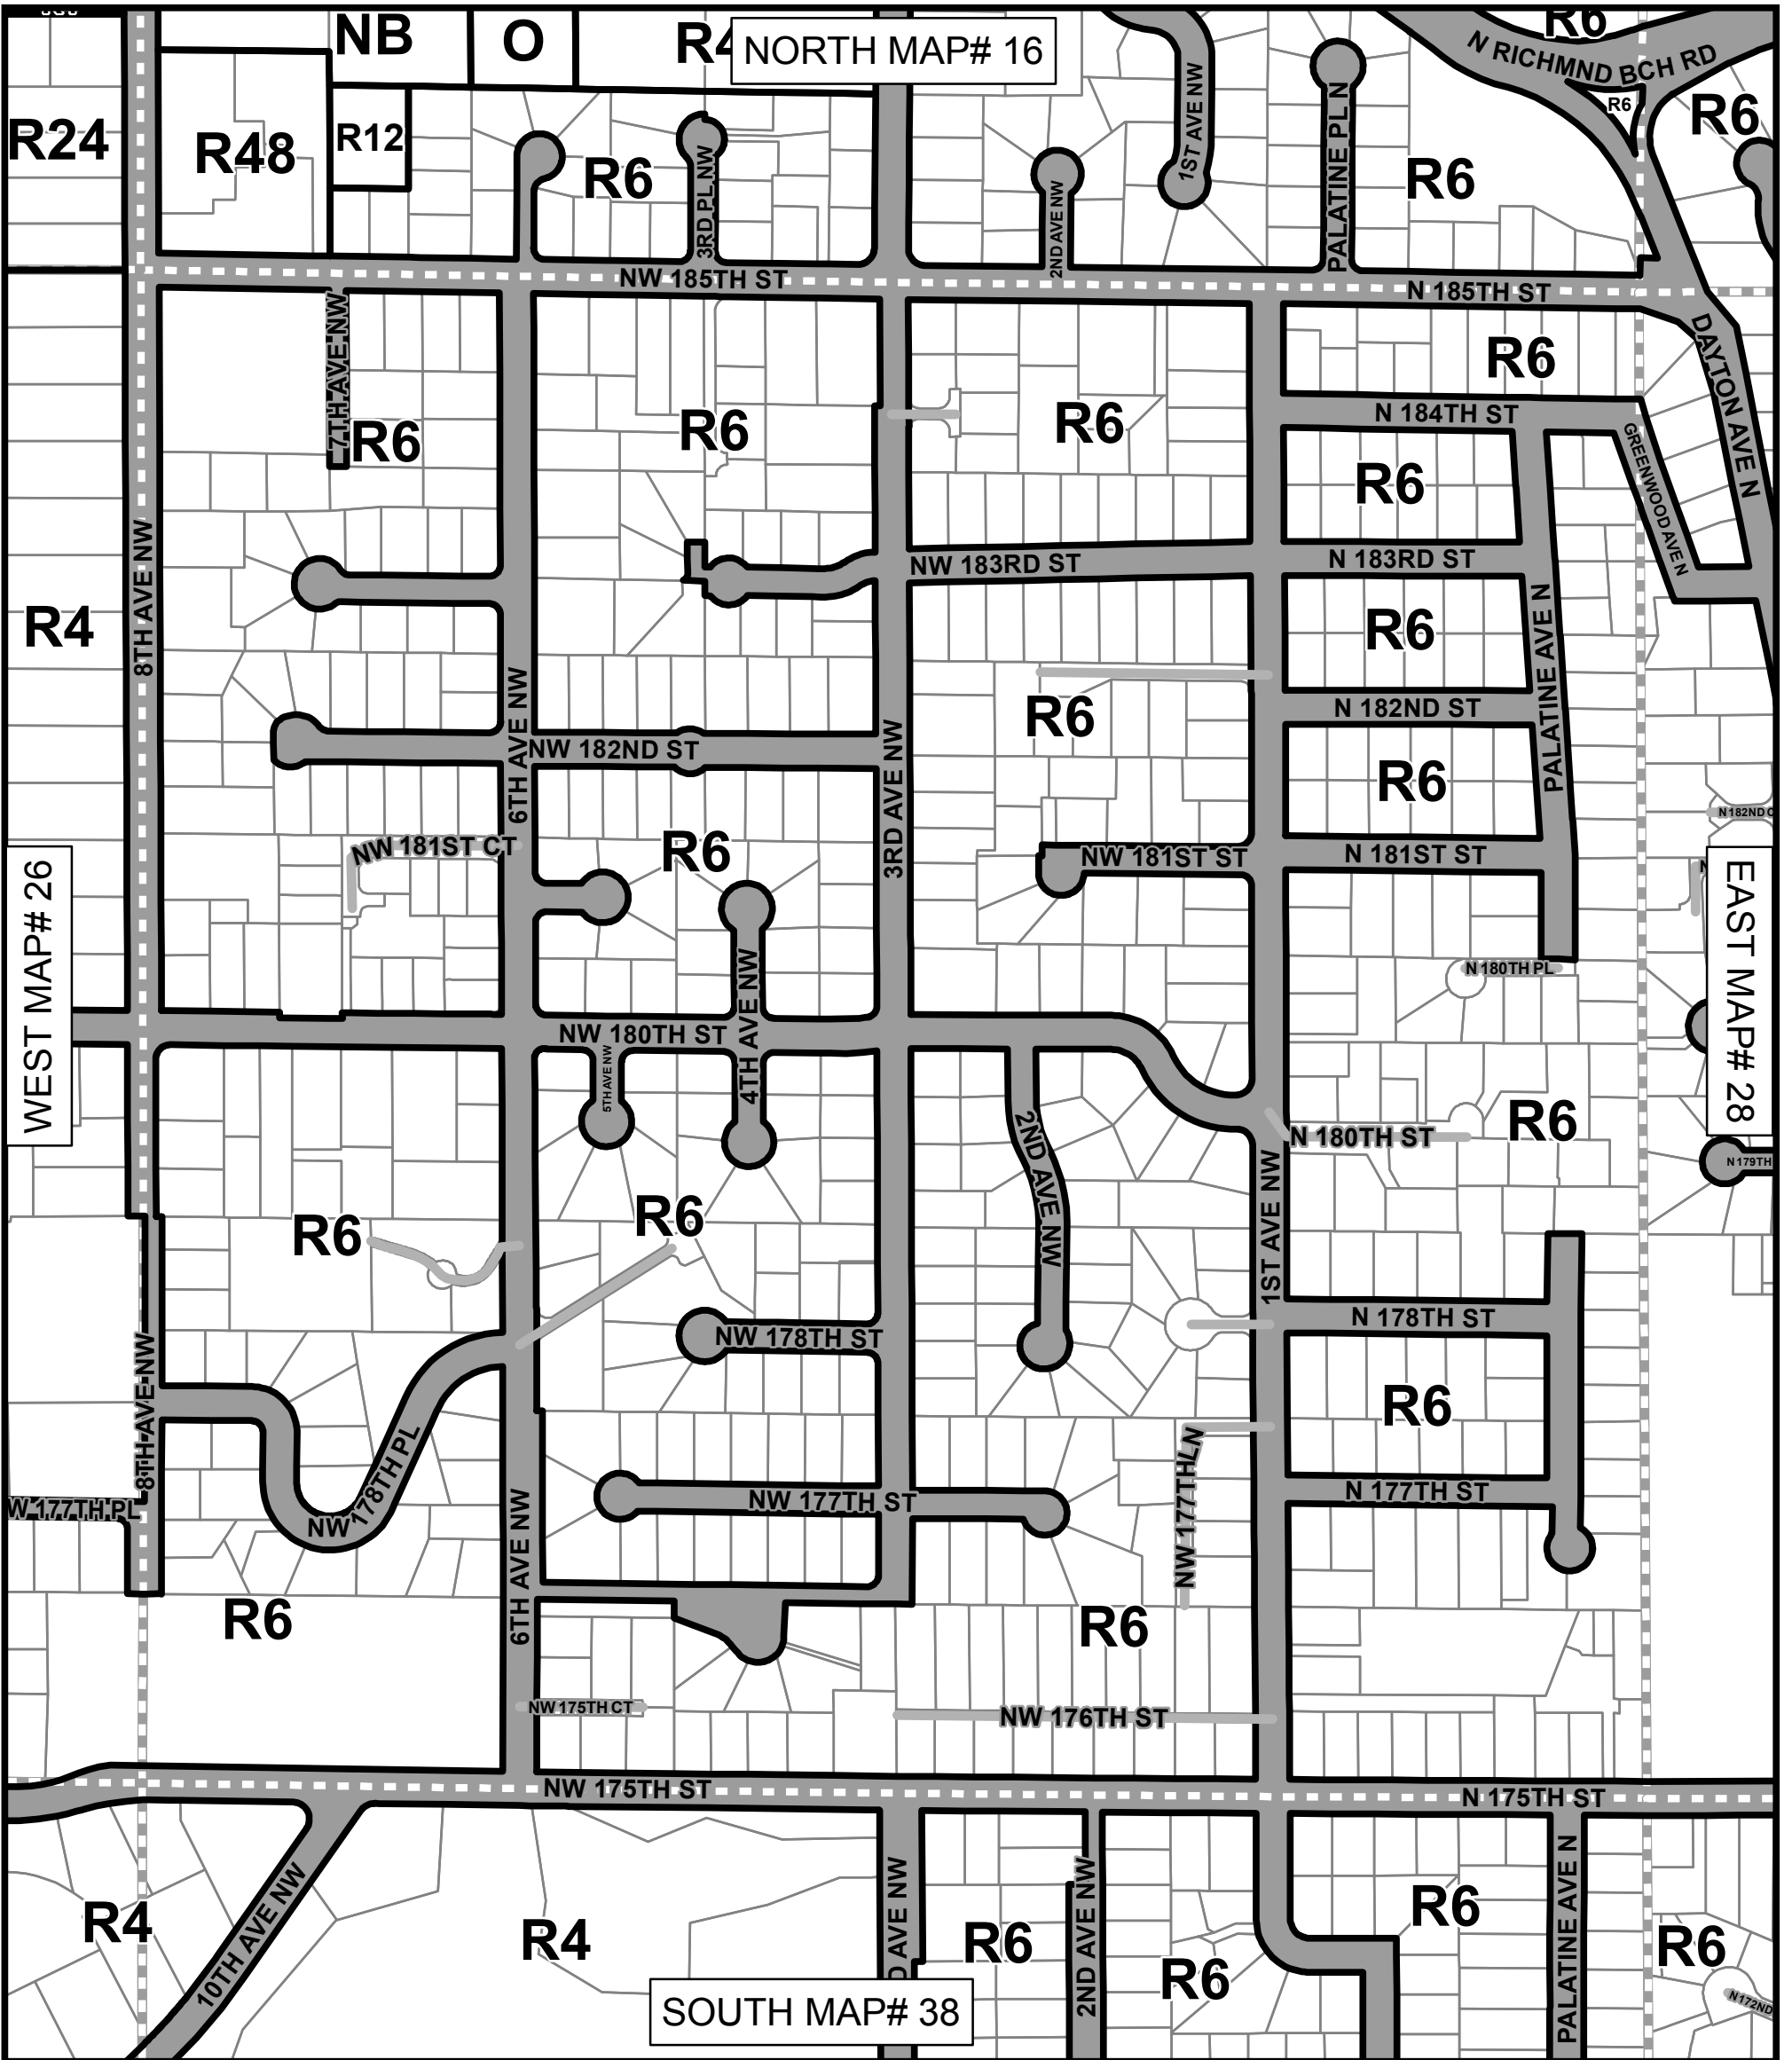 NB
O
R4
NORTH MAP# 16
R6
N RICHMND BCH RD
R24
R48
R12
R6
3RD PL NW
2ND AVE NW
1ST AVE NW
PALATINE PL N
R6
R6
R6
NW 185TH ST
N 185TH ST
7TH AVE NW
R6
R6
R6
R6
DAYTON AVE N
N 184TH ST
GREENWOOD AVE N
R6
8TH AVE NW
NW 183RD ST
N 183RD ST
R4
R6
PALATINE AVE N
6TH AVE NW
R6
N 182ND ST
NW 182ND ST
3RD AVE NW
R6
N 182ND C
NW 181ST CT
R6
NW 181ST ST
N 181ST ST
WEST MAP# 26
EAST MAP# 28
N 180TH PL
NW 180TH ST
4TH AVE NW
5TH AVE NW
2ND AVE NW
N 180TH ST
R6
N 179TH
R6
R6
1ST AVE NW
NW 178TH ST
N 178TH ST
8TH AVE NW
R6
NW 178TH PL
NW 177TH LN
W 177TH PL
NW 177TH ST
N 177TH ST
6TH AVE NW
R6
R6
NW 175TH CT
NW 176TH ST
NW 175TH ST
N 175TH ST
10TH AVE NW
R4
R4
D AVE NW
R6
2ND AVE NW
R6
R6
PALATINE AVE N
R6
N 172ND
SOUTH MAP# 38